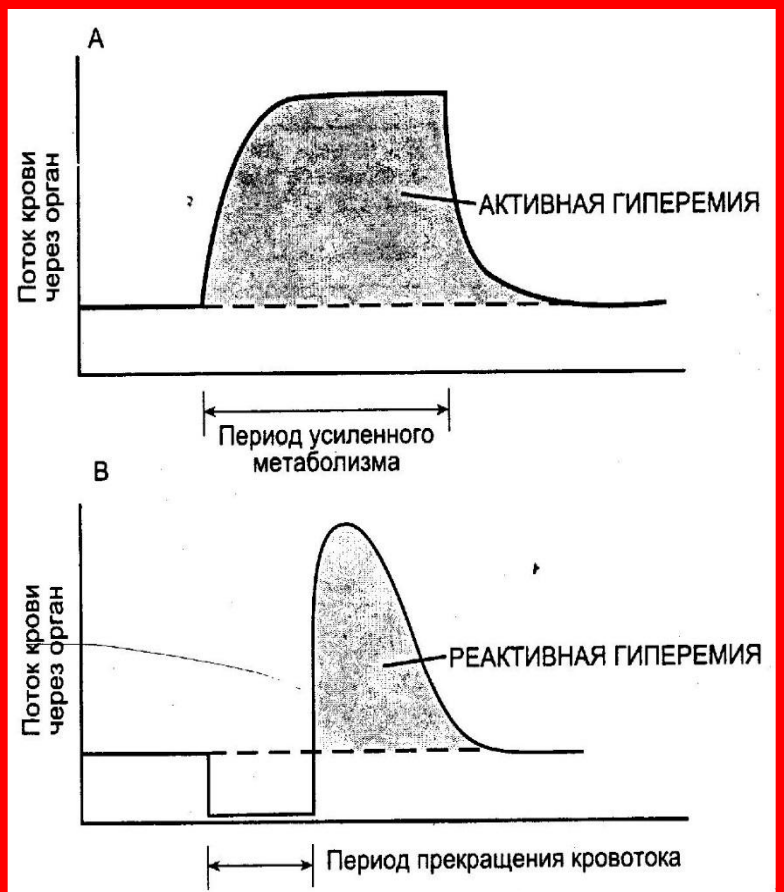 А
Поток крови
через орган
АКТИВНАЯ ГИПЕРЕМИЯ
Период усиленного
метаболизма
В
Поток крови
через орган
РЕАКТИВНАЯ ГИПЕРЕМИЯ
Период прекращения кровотока